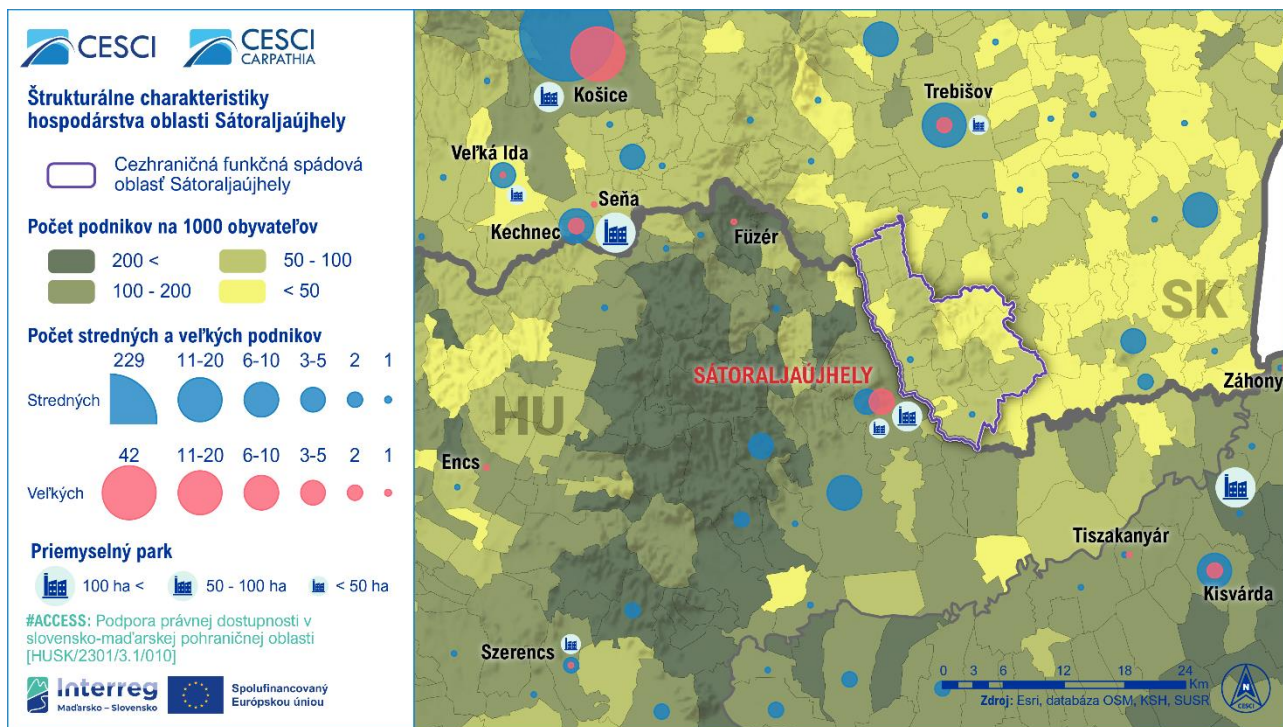 CESCI
CESCI
CARPATHIA
Štrukturálne charakteristiky
hospodárstva oblasti Sátoraljaújhely
Cezhraničná funkčná spádová
oblasť Sátoraljaújhely
Počet podnikov na 1000 obyvateľov
200 <
50 - 100
100 - 200
< 50
Počet stredných a veľkých podnikov
229 11-20 6-10 3-5 2 1
Stredných
42 11-20 6-10 3-5 2 1
Veľkých
Priemyselný park
100 ha < 50 - 100 ha < 50 ha
#ACCESS: Podpora právnej dostupnosti v
slovensko-maďarskej pohraničnej oblasti
[HUSK/2301/3.1/010]
Interreg
Maďarsko – Slovensko
Spolufinancovaný
Európskou úniou
Košice
Trebišov
Veľká Ida
Seňa
Kechnec
Füzér
SK
SÁTORALJAÚJHELY
Záhony
HU
Encs
Tiszakanyár
Kisvárda
Szerencs
0 3 6 12 18 24
Km
Zdroj: Esri, databáza OSM, KSH, SUSR
N
CESCI